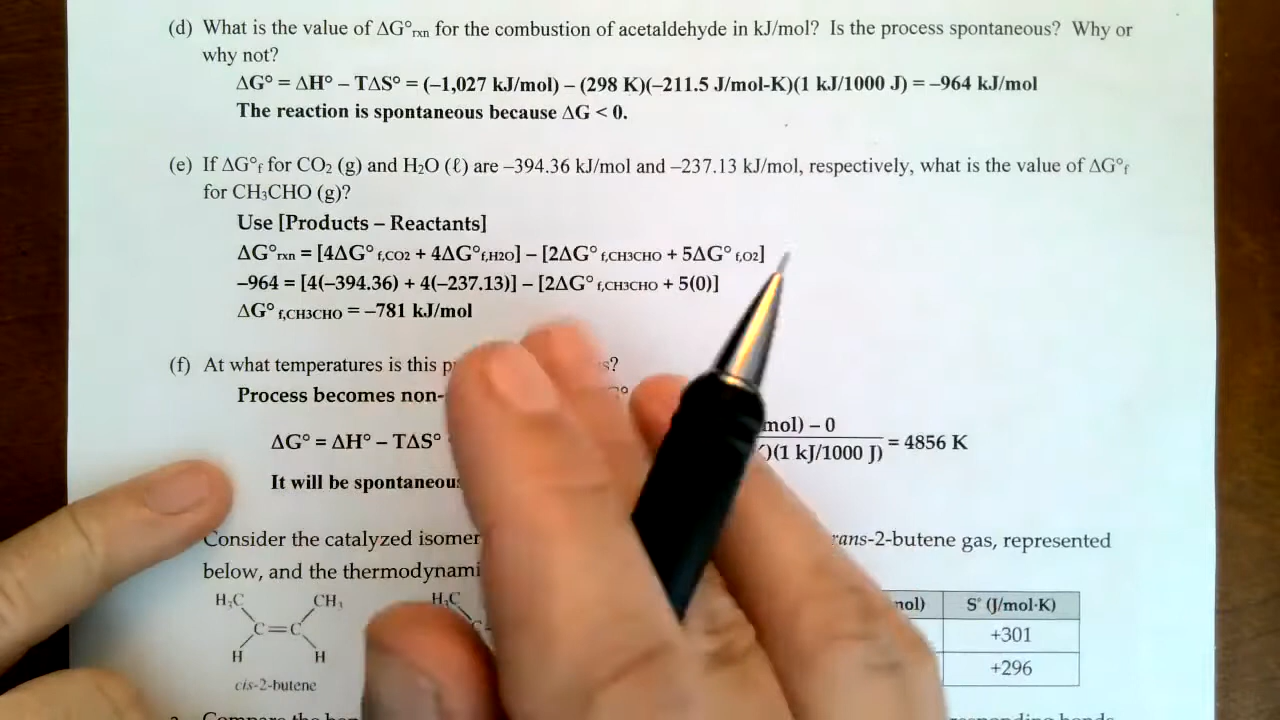 (d) What is the value of ΔG°rxn for the combustion of acetaldehyde in kJ/mol? Is the process spontaneous? Why or
why not?
ΔG° = ΔH° – TΔS° = (–1,027 kJ/mol) – (298 K)(–211.5 J/mol-K)(1 kJ/1000 J) = –964 kJ/mol
The reaction is spontaneous because ΔG < 0.
(e) If ΔG°f for CO₂ (g) and H₂O (ℓ) are –394.36 kJ/mol and –237.13 kJ/mol, respectively, what is the value of ΔG°f
for CH₃CHO (g)?
Use [Products – Reactants]
ΔG°rxn = [4ΔG° f,CO2 + 4ΔG°f,H2O] – [2ΔG° f,CH3CHO + 5ΔG° f,O2]
–964 = [4(–394.36) + 4(–237.13)] – [2ΔG° f,CH3CHO + 5(0)]
ΔG° f,CH3CHO = –781 kJ/mol
(f) At what temperatures is this s?
Process becomes non-
ΔG° = ΔH° – TΔS° mol) – 0
)(1 kJ/1000 J) = 4856 K
It will be
Consider the catalyzed rans-2-butene gas, represented
below, and the
H₃C CH₃ H₃C
nol) S° (J/mol·K)
C=C C
+301
H H
+296
cis-2-butene